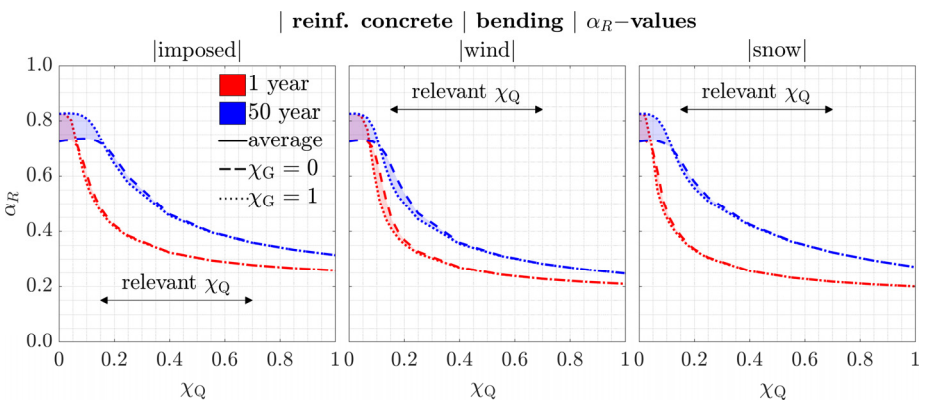 | reinf. concrete | bending | α_R−values
|imposed| |wind| |snow|
1.0
0.8
0.6
0.4
0.2
0.0
α_R
1 year
50 year
average
χ_G = 0
χ_G = 1
relevant χ_Q
relevant χ_Q
relevant χ_Q
0 0.2 0.4 0.6 0.8 1 0 0.2 0.4 0.6 0.8 1 0 0.2 0.4 0.6 0.8 1
χ_Q χ_Q χ_Q